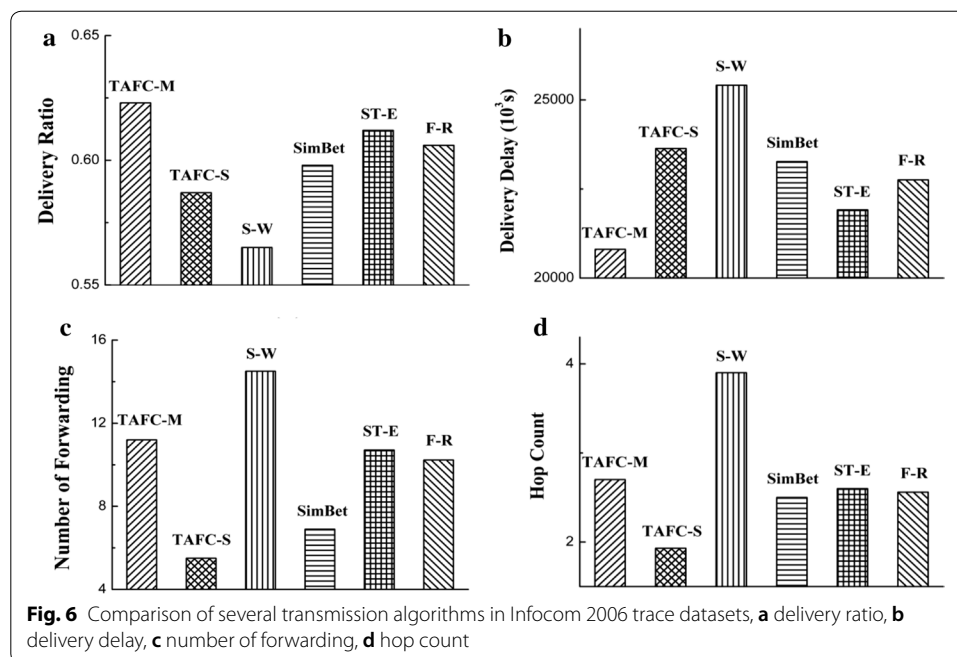 a
0.65
0.60
0.55
Delivery Ratio
TAFC-M
TAFC-S
S-W
SimBet
ST-E
F-R
b
25000
20000
Delivery Delay (10³s)
TAFC-M
TAFC-S
S-W
SimBet
ST-E
F-R
c
16
12
8
4
Number of Forwarding
TAFC-M
TAFC-S
S-W
SimBet
ST-E
F-R
d
4
2
Hop Count
TAFC-M
TAFC-S
S-W
SimBet
ST-E
F-R
Fig. 6 Comparison of several transmission algorithms in Infocom 2006 trace datasets, a delivery ratio, b
delivery delay, c number of forwarding, d hop count